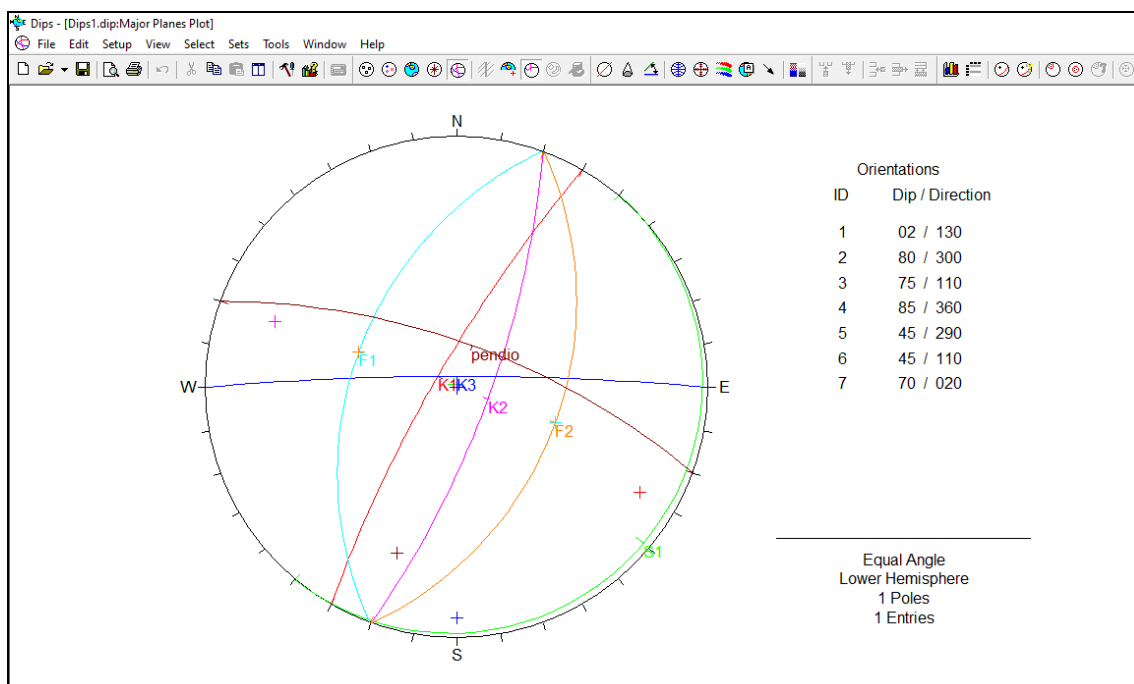 Dips - [Dips1.dip:Major Planes Plot]
File Edit Setup View Select Sets Tools Window Help
N
Orientations
ID Dip / Direction
1 02 / 130
2 80 / 300
3 75 / 110
4 85 / 360
5 45 / 290
6 45 / 110
7 70 / 020
pendio
F1
W
K1
K3
E
K2
F2
S1
Equal Angle
Lower Hemisphere
1 Poles
1 Entries
S